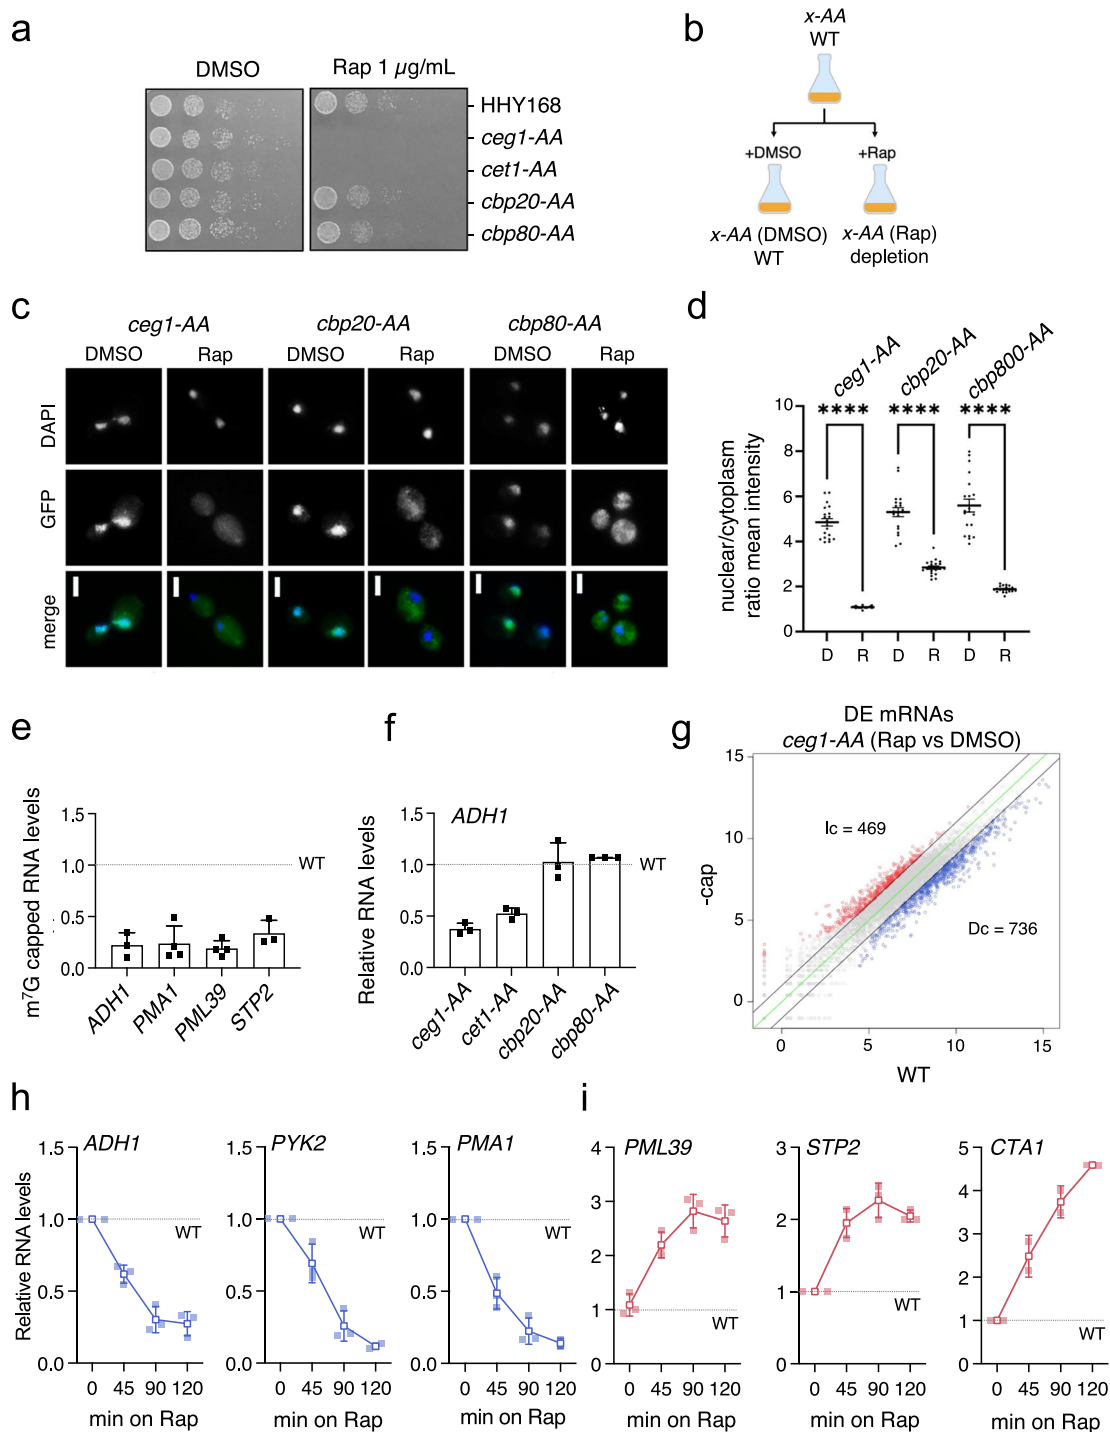 a
DMSO
Rap 1 µg/mL
HHY168
ceg1-AA
cet1-AA
cbp20-AA
cbp80-AA
b
x-AA
WT
+DMSO
+Rap
x-AA (DMSO)
WT
x-AA (Rap)
depletion
c
ceg1-AA
cbp20-AA
cbp80-AA
DMSO
Rap
DMSO
Rap
DMSO
Rap
DAPI
GFP
merge
d
ceg1-AA
cbp20-AA
cbp800-AA
**** **** ****
nuclear/cytoplasm
ratio mean intensity
10
8
6
4
2
0
D R D R D R
e
m⁷G capped RNA levels
1.5
1.0
0.5
0.0
WT
ADH1
PMA1
PML39
STP2
f
ADH1
Relative RNA levels
1.5
1.0
0.5
0.0
WT
ceg1-AA
cet1-AA
cbp20-AA
cbp80-AA
g
DE mRNAs
ceg1-AA (Rap vs DMSO)
15
10
5
0
-cap
Ic = 469
Dc = 736
0 5 10 15
WT
h
Relative RNA levels
ADH1
1.5
1.0
0.5
0.0
WT
0 45 90 120
min on Rap
PYK2
1.5
1.0
0.5
0.0
WT
0 45 90 120
min on Rap
PMA1
1.5
1.0
0.5
0.0
WT
0 45 90 120
min on Rap
i
PML39
4
3
2
1
0
WT
0 45 90 120
min on Rap
STP2
3
2
1
0
WT
0 45 90 120
min on Rap
CTA1
5
4
3
2
1
0
WT
0 45 90 120
min on Rap